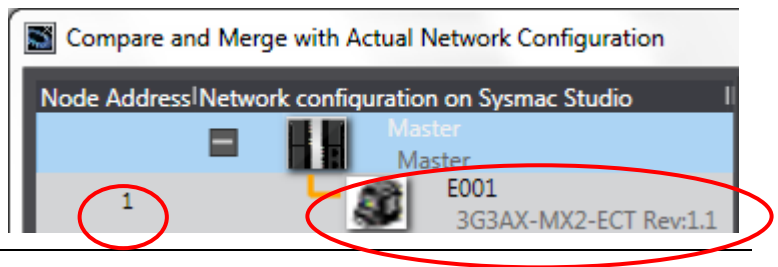 Compare and Merge with Actual Network Configuration
Node Address Network configuration on Sysmac Studio
Master
Master
1
E001
3G3AX-MX2-ECT Rev:1.1